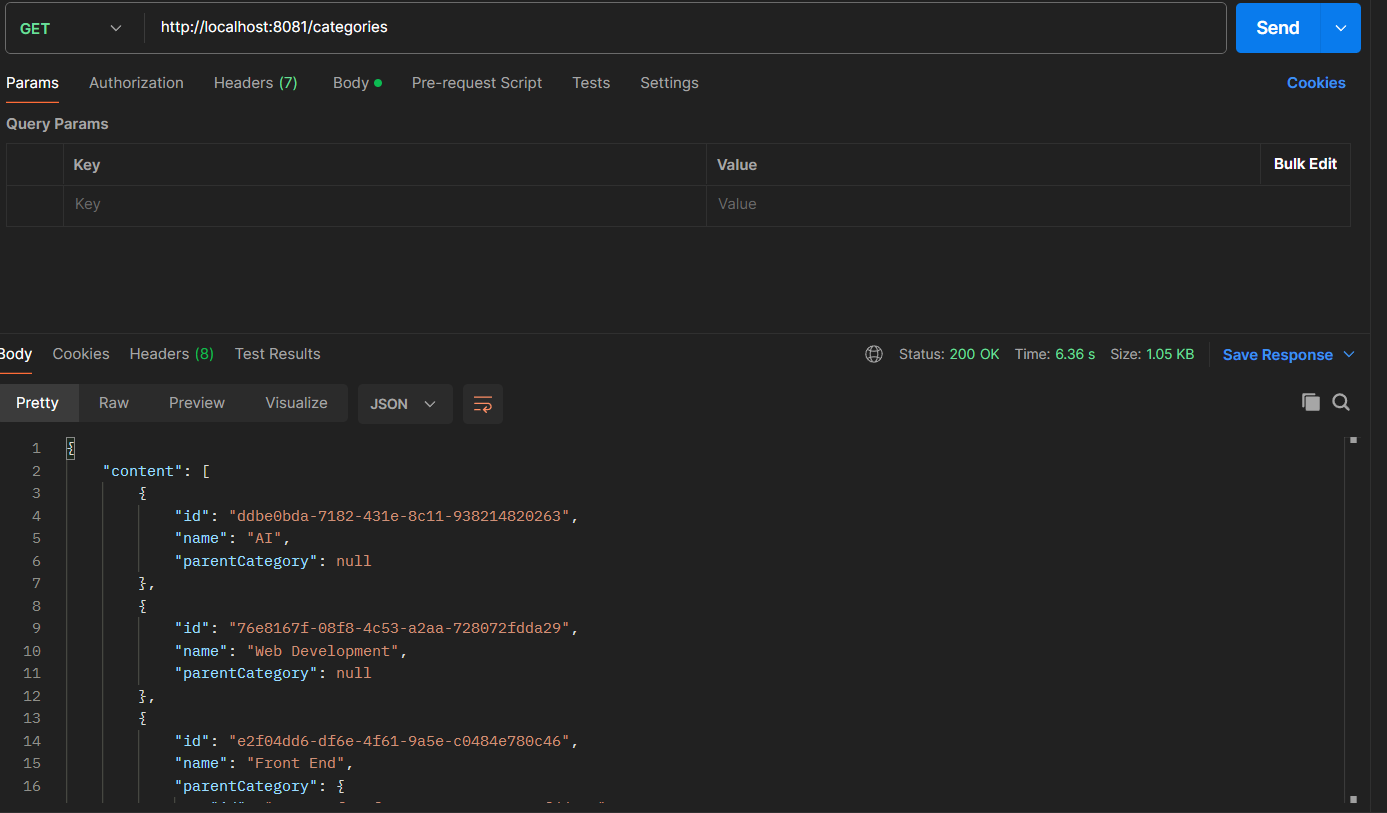 GET http://localhost:8081/categories Send
Params Authorization Headers (7) Body Pre-request Script Tests Settings Cookies
Query Params
Key Value Bulk Edit
Key Value
Body Cookies Headers (8) Test Results Status: 200 OK Time: 6.36 s Size: 1.05 KB Save Response
Pretty Raw Preview Visualize JSON
1 {
2 "content": [
3 {
4 "id": "ddbe0bda-7182-431e-8c11-938214820263",
5 "name": "AI",
6 "parentCategory": null
7 },
8 {
9 "id": "76e8167f-08f8-4c53-a2aa-728072fdda29",
10 "name": "Web Development",
11 "parentCategory": null
12 },
13 {
14 "id": "e2f04dd6-df6e-4f61-9a5e-c0484e780c46",
15 "name": "Front End",
16 "parentCategory": {